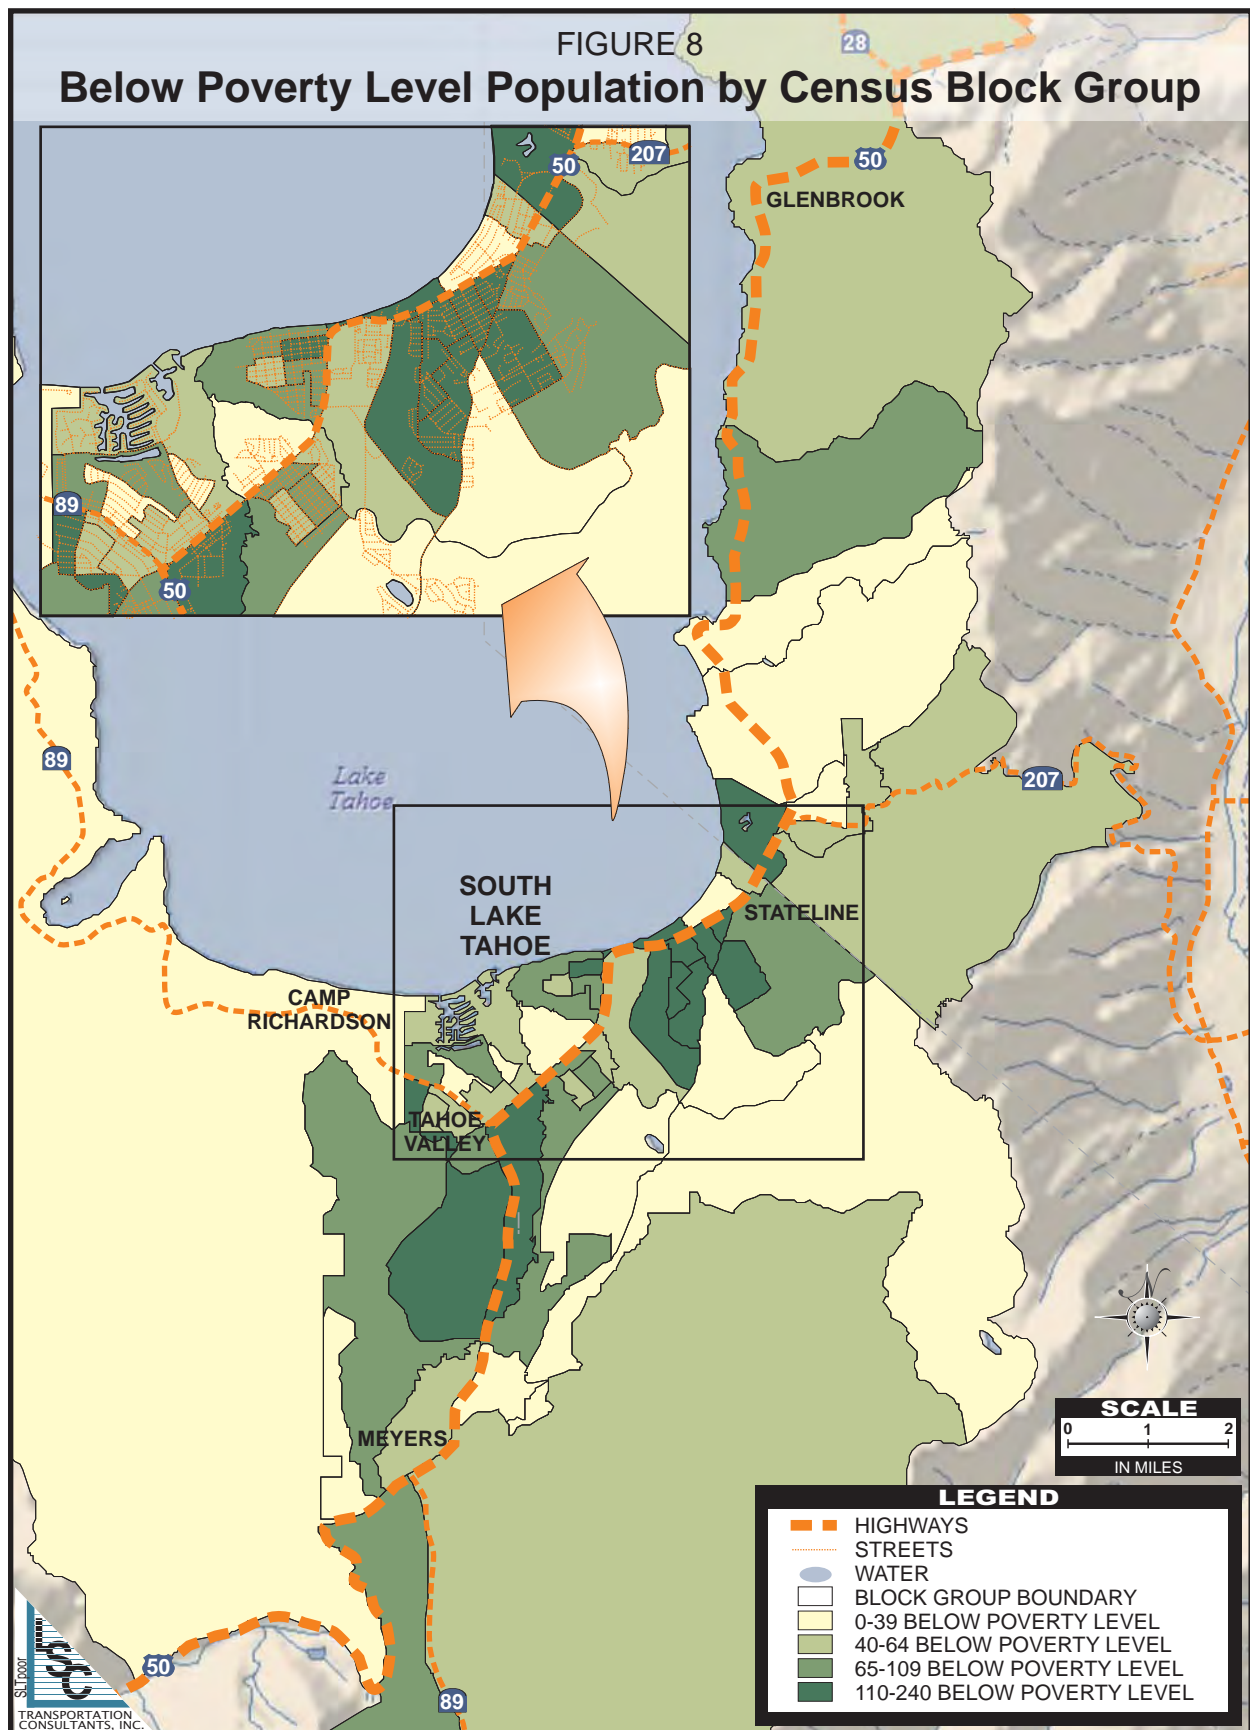 FIGURE 8
Below Poverty Level Population by Census Block Group
28
50
207
50
GLENBROOK
89
50
89
Lake
Tahoe
207
SOUTH
LAKE
TAHOE
STATELINE
CAMP
RICHARDSON
TAHOE
VALLEY
MEYERS
SCALE
0 1 2
IN MILES
LEGEND
HIGHWAYS
STREETS
WATER
BLOCK GROUP BOUNDARY
0-39 BELOW POVERTY LEVEL
40-64 BELOW POVERTY LEVEL
65-109 BELOW POVERTY LEVEL
110-240 BELOW POVERTY LEVEL
50
89
SLTpoor
LSC
TRANSPORTATION
CONSULTANTS, INC.